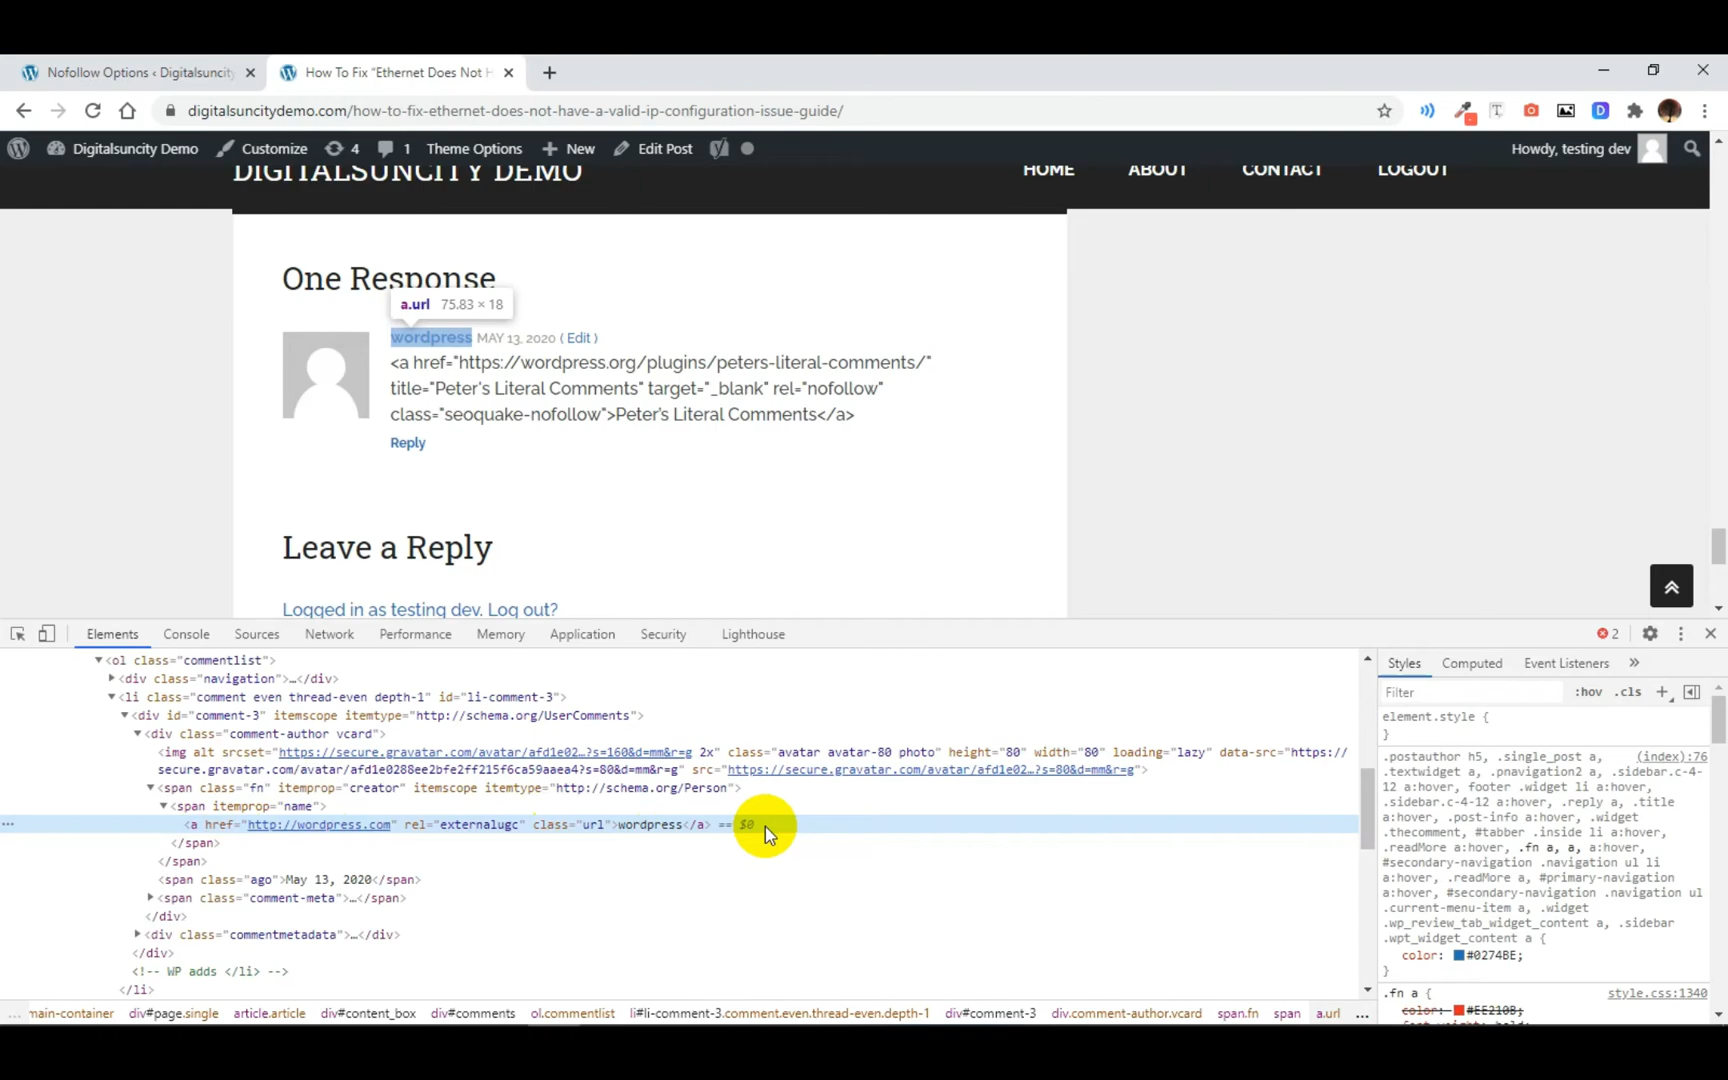 Nofollow Options ‹ Digitalsuncity
How To Fix “Ethernet Does Not H
digitalsuncitydemo.com/how-to-fix-ethernet-does-not-have-a-valid-ip-configuration-issue-guide/
Digitalsuncity Demo Customize 4 1 Theme Options New Edit Post Howdy, testing dev
DIGITALSUNCITY DEMO HOME ABOUT CONTACT LOGOUT
One Response
a.url 75.83 × 18
wordpress MAY 13, 2020 ( Edit )
<a href="https://wordpress.org/plugins/peters-literal-comments/"
title="Peter's Literal Comments" target="_blank" rel="nofollow"
class="seoquake-nofollow">Peter's Literal Comments</a>
Reply
Leave a Reply
Logged in as testing dev. Log out?
Elements Console Sources Network Performance Memory Application Security Lighthouse 2
<ol class="commentlist">
<div class="navigation">…</div>
<li class="comment even thread-even depth-1" id="li-comment-3">
<div id="comment-3" itemscope itemtype="http://schema.org/UserComments">
<div class="comment-author vcard">
<img alt srcset="https://secure.gravatar.com/avatar/afd1e02…?s=160&d=mm&r=g 2x" class="avatar avatar-80 photo" height="80" width="80" loading="lazy" data-src="https://
secure.gravatar.com/avatar/afd1e0288ee2bfe2ff215f6ca59aaea4?s=80&d=mm&r=g" src="https://secure.gravatar.com/avatar/afd1e02…?s=80&d=mm&r=g">
<span class="fn" itemprop="creator" itemscope itemtype="http://schema.org/Person">
<span itemprop="name">
<a href="http://wordpress.com" rel="externalugc" class="url">wordpress</a> == $0
</span>
</span>
<span class="ago">May 13, 2020</span>
<span class="comment-meta">…</span>
</div>
<div class="commentmetadata">…</div>
</div>
<!-- WP adds </li> -->
</li>
… main-container div#page.single article.article div#content_box div#comments ol.commentlist li#li-comment-3.comment.even.thread-even.depth-1 div#comment-3 div.comment-author.vcard span.fn span a.url …
Styles Computed Event Listeners »
Filter :hov .cls +
element.style {
}
.postauthor h5, .single_post a, (index):76
.textwidget a, .pnavigation2 a, .sidebar.c-4-
12 a:hover, footer .widget li a:hover,
.sidebar.c-4-12 a:hover, .reply a, .title
a:hover, .post-info a:hover, .widget
.thecomment, #tabber .inside li a:hover,
.readMore a:hover, .fn a, a, a:hover,
#secondary-navigation .navigation ul li
a:hover, .readMore a, #primary-navigation
a:hover, #secondary-navigation .navigation ul
.current-menu-item a, .widget
.wp_review_tab_widget_content a, .sidebar
.wpt_widget_content a {
color: #0274BE;
}
.fn a { style.css:1340
color: #EE210B;